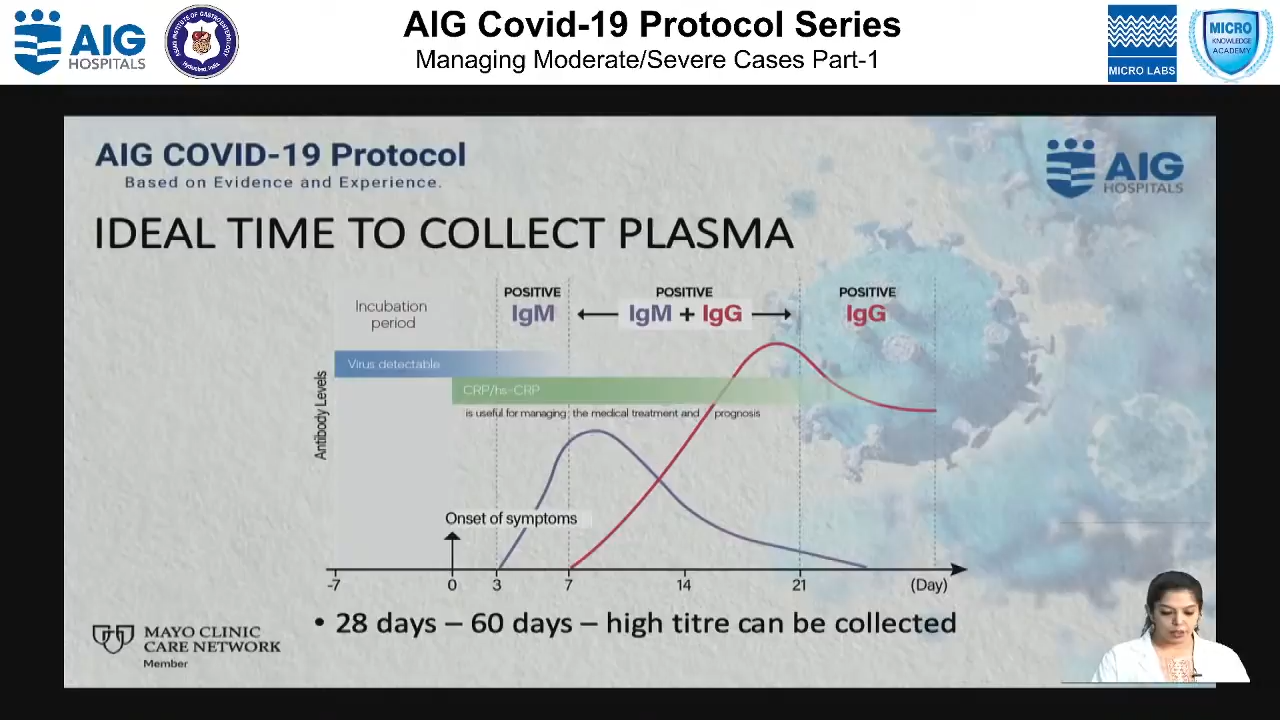 AIG
HOSPITALS
AIG Covid-19 Protocol Series
Managing Moderate/Severe Cases Part-1
MICRO LABS
MICRO
KNOWLEDGE
ACADEMY
AIG COVID-19 Protocol
Based on Evidence and Experience.
AIG
HOSPITALS
IDEAL TIME TO COLLECT PLASMA
Incubation
period
POSITIVE
IgM
POSITIVE
IgM + IgG
POSITIVE
IgG
Virus detectable
CRP/hs-CRP
is useful for managing the medical treatment and prognosis
Antibody Levels
Onset of symptoms
-7 0 3 7 14 21 (Day)
• 28 days – 60 days – high titre can be collected
MAYO CLINIC
CARE NETWORK
Member